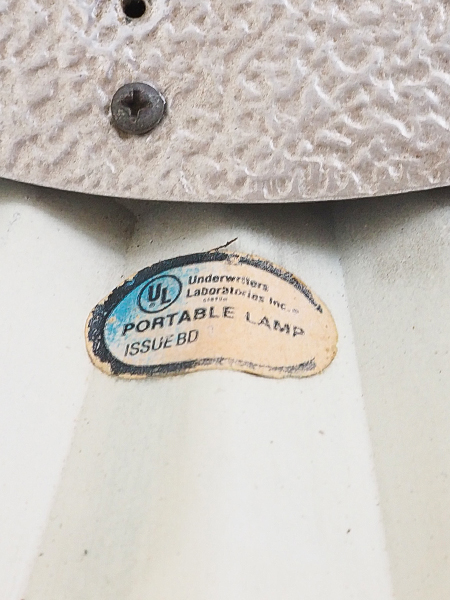 UL
Underwriters
Laboratories Inc.®
PORTABLE LAMP
ISSUE BD